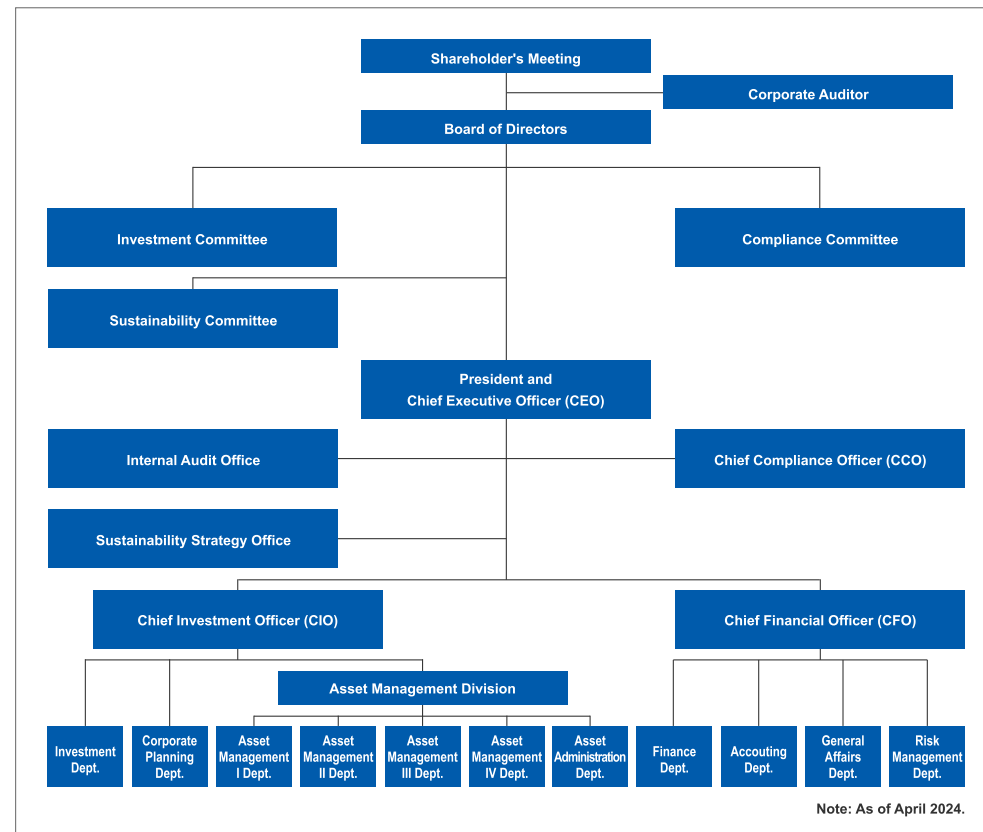 Shareholder's Meeting
Corporate Auditor
Board of Directors
Investment Committee
Compliance Committee
Sustainability Committee
President and
Chief Executive Officer (CEO)
Internal Audit Office
Chief Compliance Officer (CCO)
Sustainability Strategy Office
Chief Investment Officer (CIO)
Chief Financial Officer (CFO)
Asset Management Division
Investment
Dept.
Corporate
Planning
Dept.
Asset
Management
I Dept.
Asset
Management
II Dept.
Asset
Management
III Dept.
Asset
Management
IV Dept.
Asset
Administration
Dept.
Finance
Dept.
Accouting
Dept.
General
Affairs
Dept.
Risk
Management
Dept.
Note: As of April 2024.